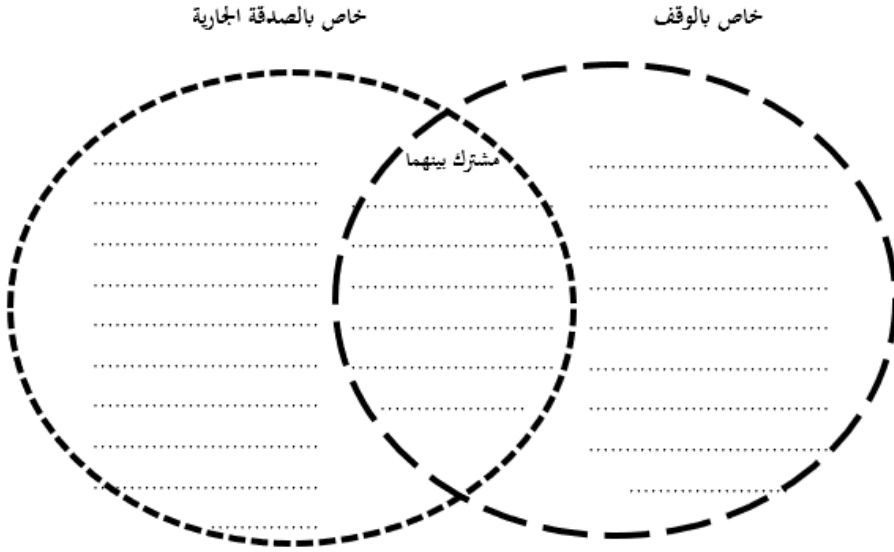 خاص بالوقف
خاص بالصدقة الجارية
مشترك بينهما